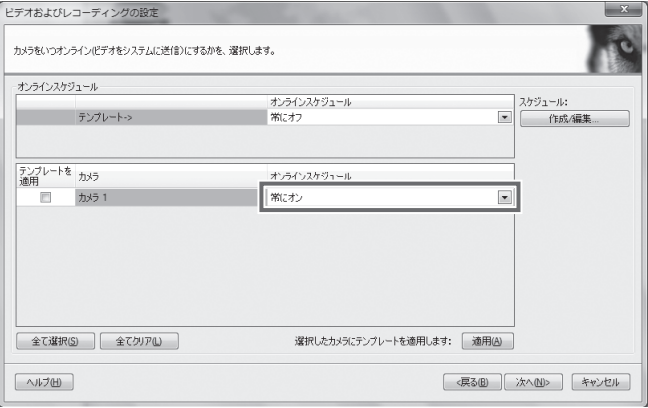 ビデオおよびレコーディングの設定
カメラをいつオンライン(ビデオをシステムに送信)にするかを、選択します。
オンラインスケジュール
オンラインスケジュール
スケジュール:
テンプレート->
常にオフ
作成/編集...
テンプレートを適用
カメラ
オンラインスケジュール
カメラ 1
常にオン
全て選択(S)
全てクリア(L)
選択したカメラにテンプレートを適用します:
適用(A)
ヘルプ(H)
<戻る(B)
次へ(N)>
キャンセル